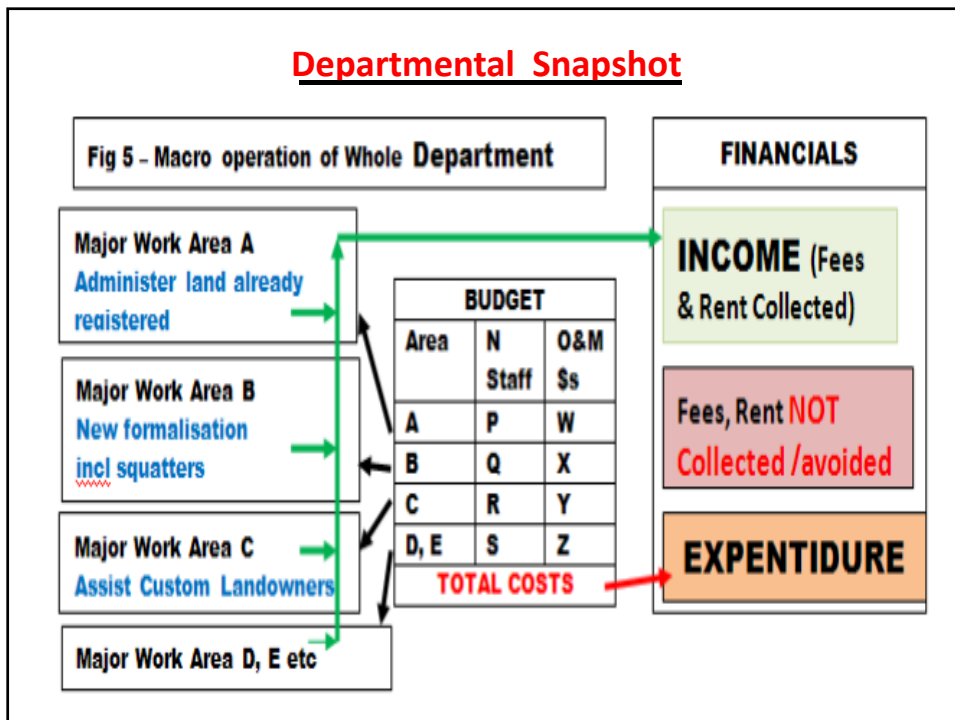 Departmental Snapshot
Fig 5 – Macro operation of Whole Department
Major Work Area A
Administer land already
registered
Major Work Area B
New formalisation
incl squatters
Major Work Area C
Assist Custom Landowners
Major Work Area D, E etc
BUDGET
Area N O&M
Staff $s
A P W
B Q X
C R Y
D, E S Z
TOTAL COSTS
FINANCIALS
INCOME (Fees
& Rent Collected)
Fees, Rent NOT
Collected /avoided
EXPENTIDURE